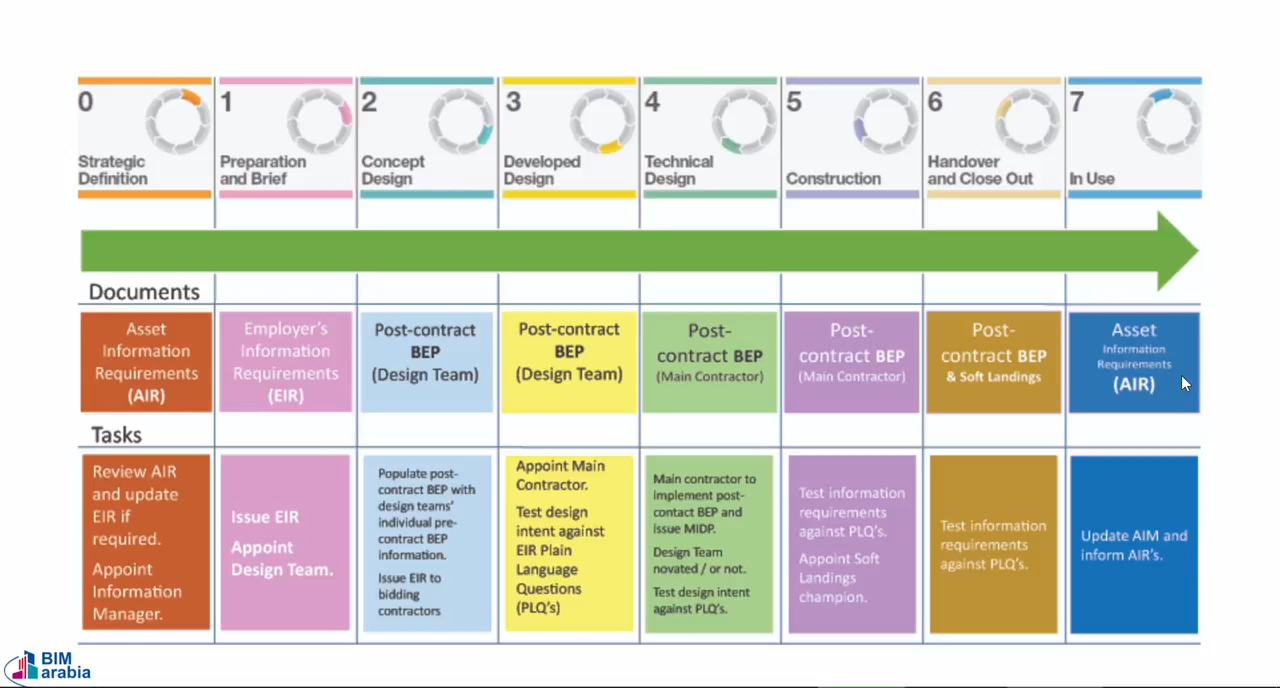 0
Strategic
Definition
1
Preparation
and Brief
2
Concept
Design
3
Developed
Design
4
Technical
Design
5
Construction
6
Handover
and Close Out
7
In Use
Documents
Asset
Information
Requirements
(AIR)
Employer's
Information
Requirements
(EIR)
Post-contract
BEP
(Design Team)
Post-contract
BEP
(Design Team)
Post-
contract BEP
(Main Contractor)
Post-
contract BEP
(Main Contractor)
Post-
contract BEP
& Soft Landings
Asset
Information
Requirements
(AIR)
Tasks
Review AIR
and update
EIR if
required.
Appoint
Information
Manager.
Issue EIR
Appoint
Design Team.
Populate post-
contract BEP with
design teams'
individual pre-
contract BEP
information.
Issue EIR to
bidding
contractors
Appoint Main
Contractor.
Test design
intent against
EIR Plain
Language
Questions
(PLQ's)
Main contractor to
implement post-
contact BEP and
issue MIDP.
Design Team
novated / or not.
Test design intent
against PLQ's.
Test information
requirements
against PLQ's.
Appoint Soft
Landings
champion.
Test information
requirements
against PLQ's.
Update AIM and
inform AIR's.
BIM
arabia